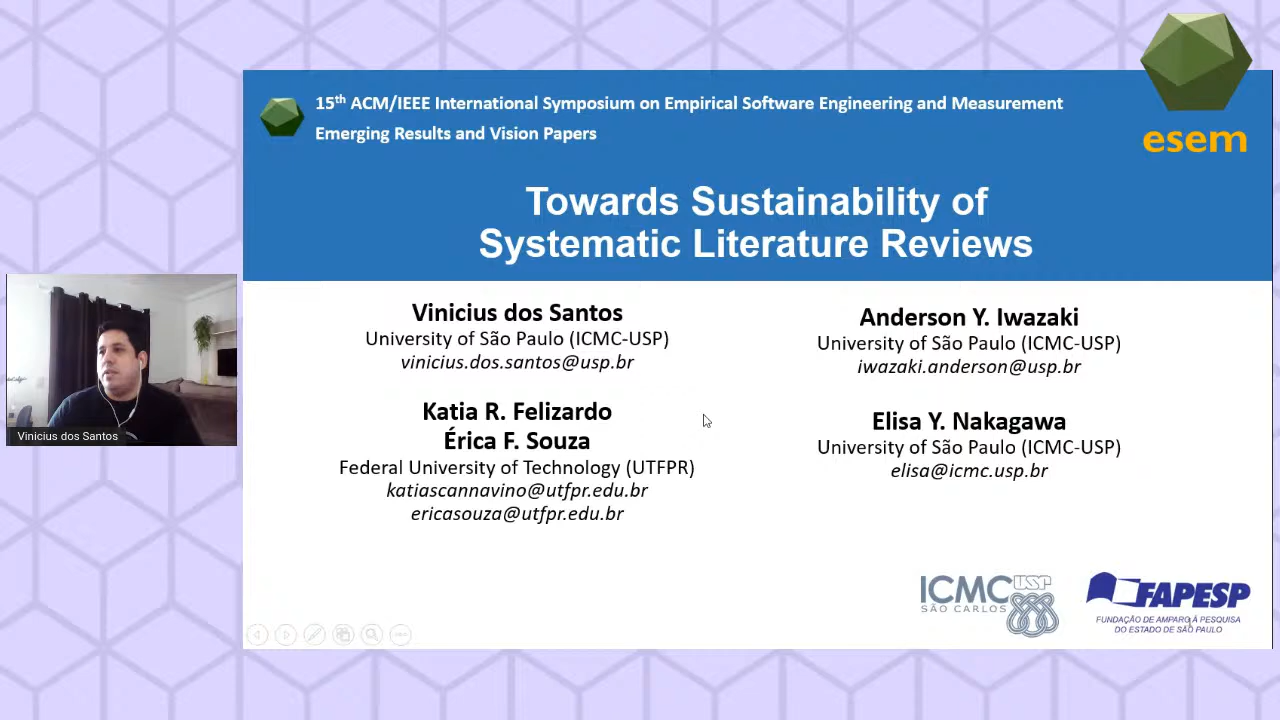 15th ACM/IEEE International Symposium on Empirical Software Engineering and Measurement
Emerging Results and Vision Papers
esem
Towards Sustainability of
Systematic Literature Reviews
Vinicius dos Santos
University of São Paulo (ICMC-USP)
vinicius.dos.santos@usp.br
Katia R. Felizardo
Érica F. Souza
Federal University of Technology (UTFPR)
katiascannavino@utfpr.edu.br
ericasouza@utfpr.edu.br
Anderson Y. Iwazaki
University of São Paulo (ICMC-USP)
iwazaki.anderson@usp.br
Elisa Y. Nakagawa
University of São Paulo (ICMC-USP)
elisa@icmc.usp.br
Vinicius dos Santos
ICMC USP
SÃO CARLOS
FAPESP
FUNDAÇÃO DE AMPARO À PESQUISA
DO ESTADO DE SÃO PAULO